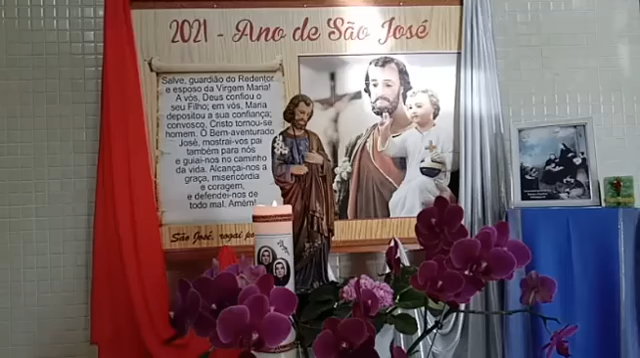 2021 - Ano de São José
Salve, guardião do Redentor
e esposo da Virgem Maria!
A vós, Deus confiou o
seu Filho; em vós, Maria
depositou a sua confiança;
convosco, Cristo tornou-se
homem. Ó Bem-aventurado
José, mostrai-vos pai
também para nós
e guiai-nos no caminho
da vida. Alcançai-nos a
graça, misericórdia
e coragem,
e defendei-nos de
todo mal. Amém!
São José, rogai